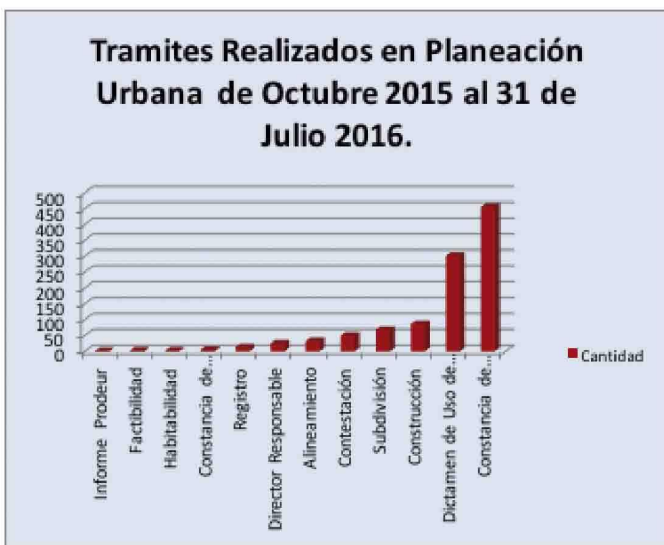 Tramites Realizados en Planeación
Urbana de Octubre 2015 al 31 de
Julio 2016.
500
450
400
350
300
250
200
150
100
50
0
Informe Prodeur
Factibilidad
Habitabilidad
Constancia de...
Registro
Director Responsable
Alineamiento
Contestación
Subdivisión
Construcción
Dictamen de Uso de...
Constancia de...
Cantidad